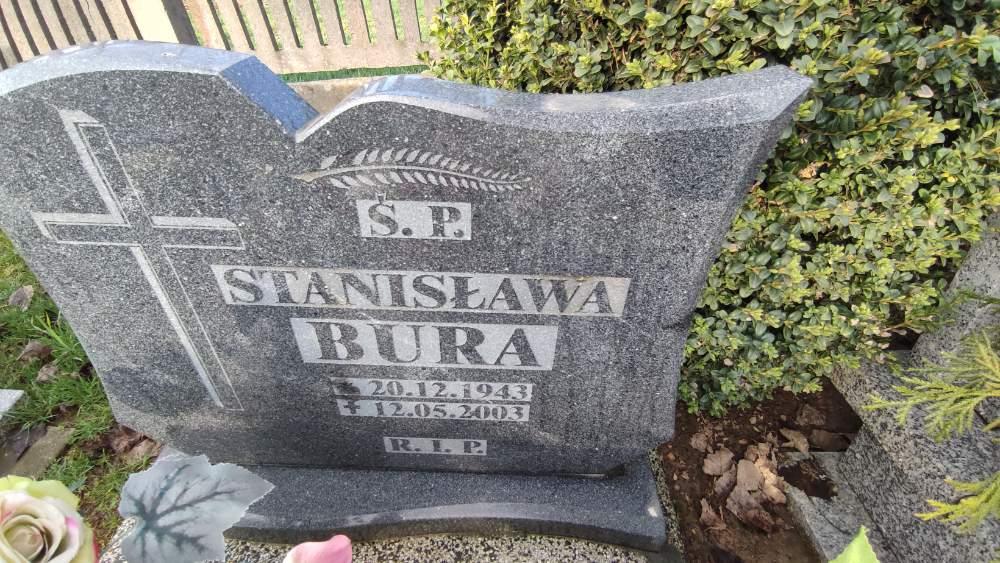 Ś. P.
STANISŁAWA
BURA
* 20.12.1943
✝ 12.05.2003
R. I. P.